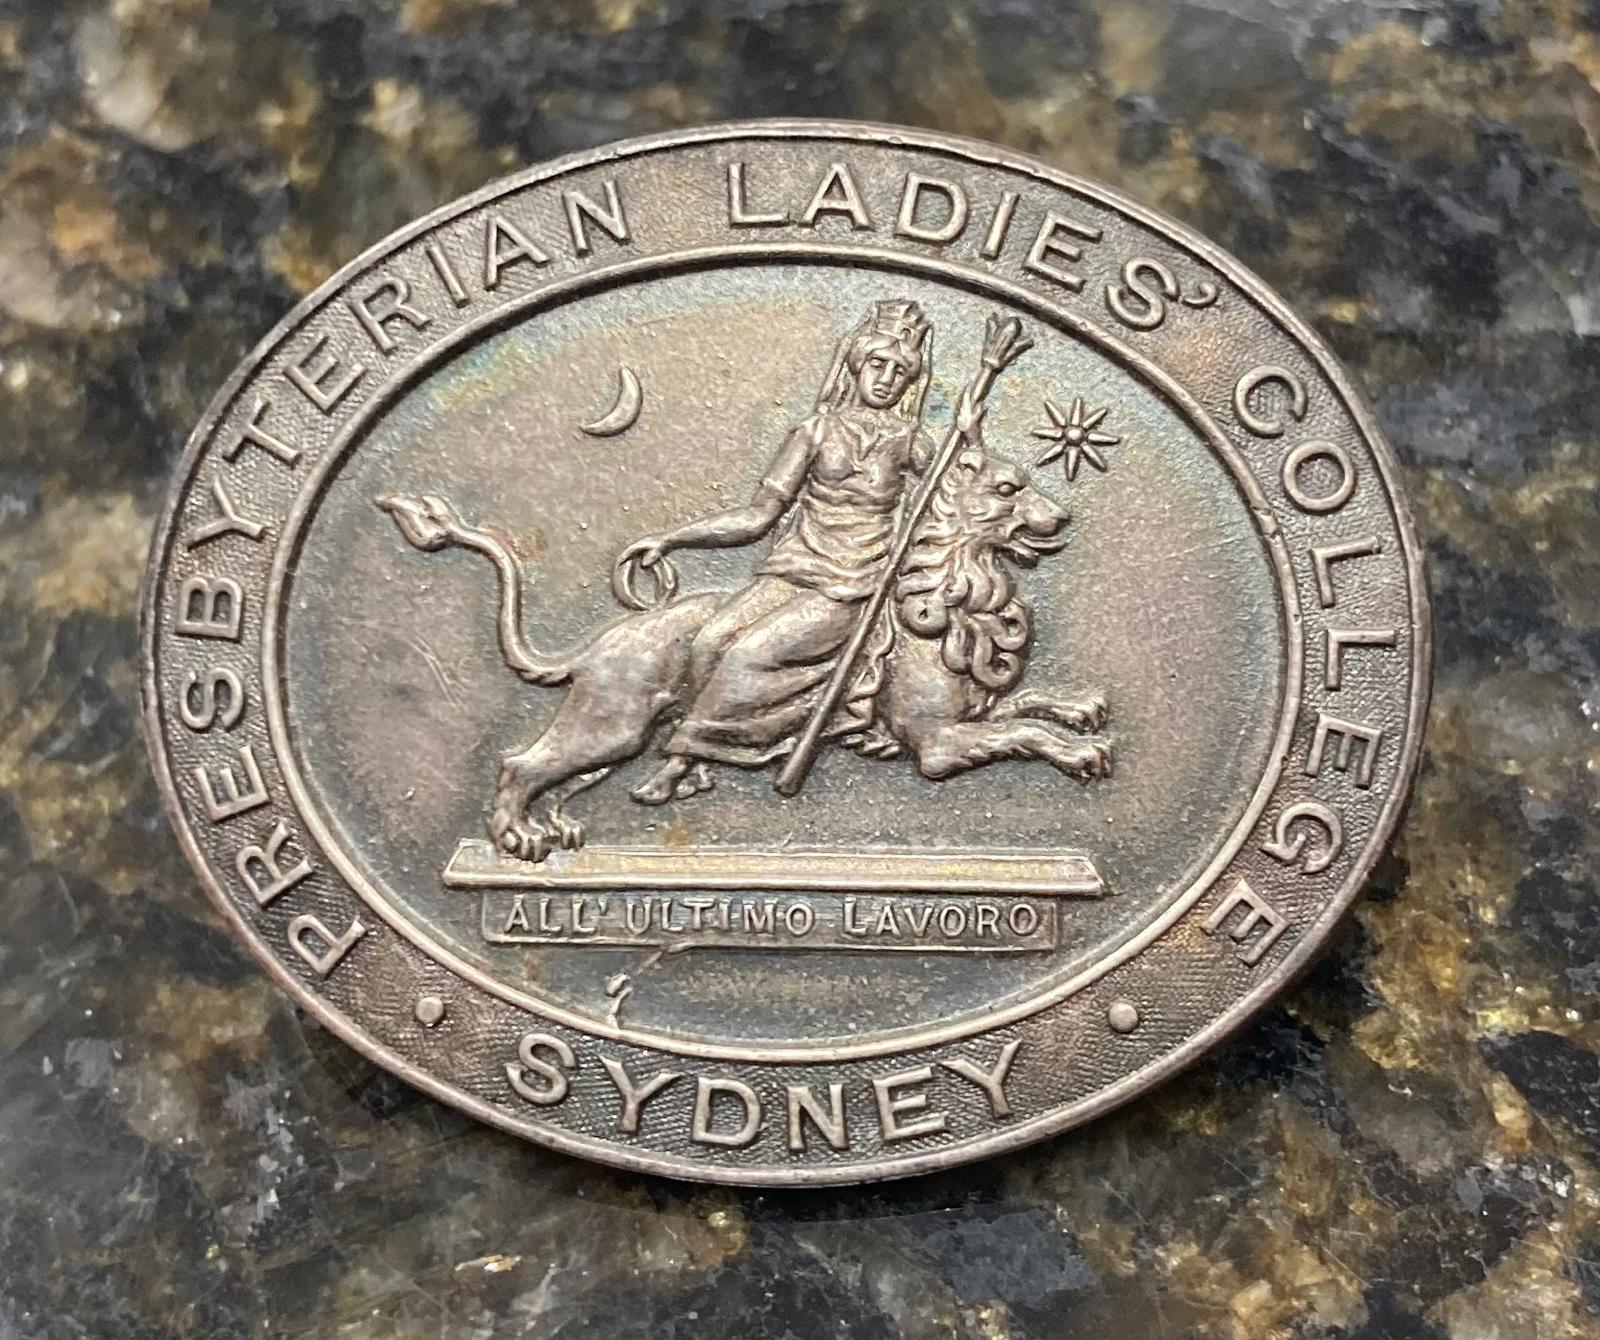 PRESBYTERIAN LADIES' COLLEGE
ALL' ULTIMO LAVORO
• SYDNEY •